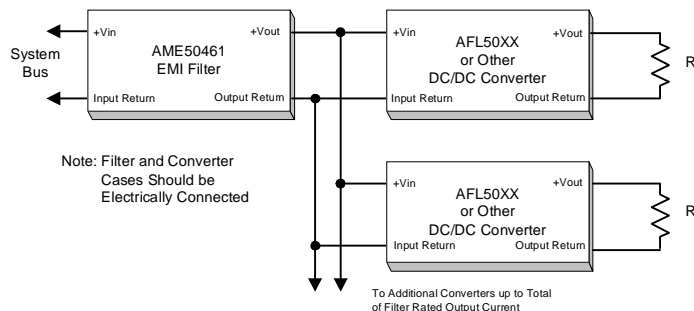 System
Bus
+Vin
+Vout
AME50461
EMI Filter
Input Return
Output Return
+Vin
+Vout
AFL50XX
or Other
DC/DC Converter
Input Return
Output Return
R
Note: Filter and Converter
Cases Should be
Electrically Connected
+Vin
+Vout
AFL50XX
or Other
DC/DC Converter
Input Return
Output Return
R
To Additional Converters up to Total
of Filter Rated Output Current